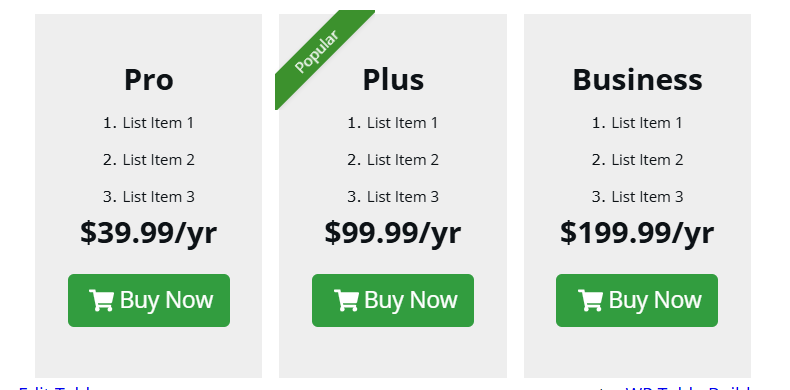 Popular
Pro
1. List Item 1
2. List Item 2
3. List Item 3
$39.99/yr
Buy Now
Plus
1. List Item 1
2. List Item 2
3. List Item 3
$99.99/yr
Buy Now
Business
1. List Item 1
2. List Item 2
3. List Item 3
$199.99/yr
Buy Now